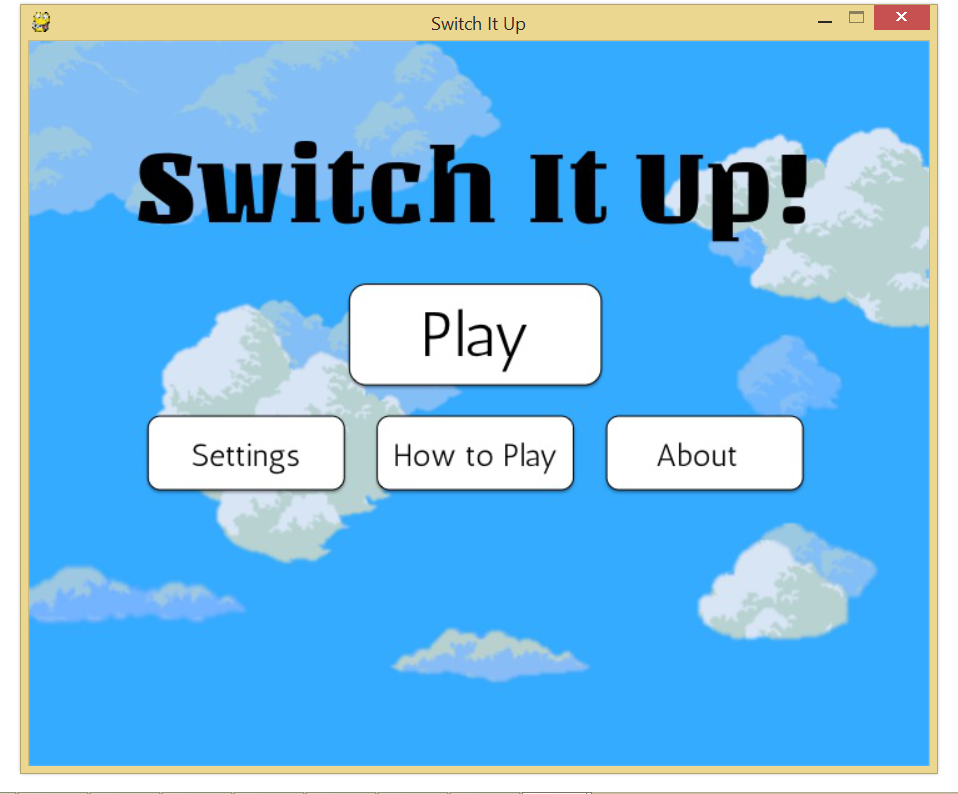 Switch It Up
Switch It Up!
Play
Settings
How to Play
About